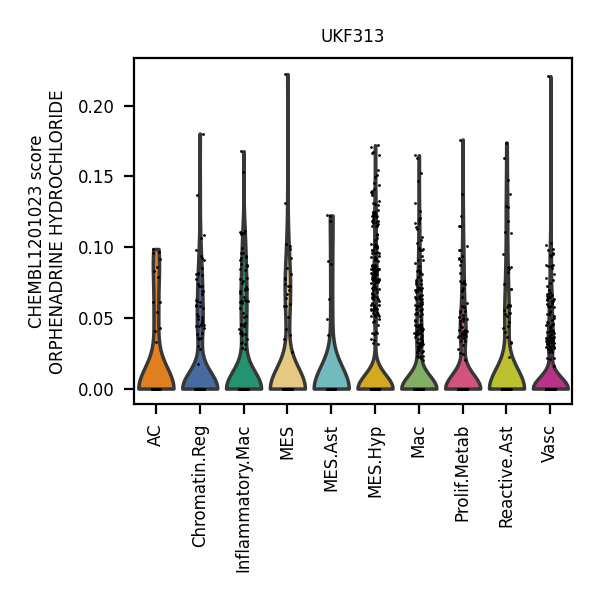 UKF313
CHEMBL1201023 score
ORPHENADRINE HYDROCHLORIDE
0.20
0.15
0.10
0.05
0.00
AC
Chromatin.Reg
Inflammatory.Mac
MES
MES.Ast
MES.Hyp
Mac
Prolif.Metab
Reactive.Ast
Vasc